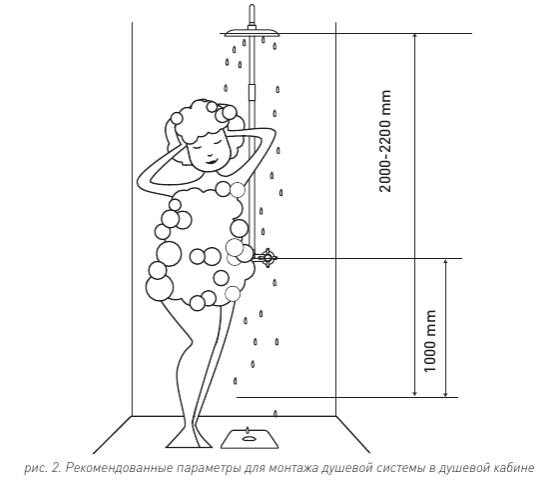 2000-2200 mm
1000 mm
рис. 2. Рекомендованные параметры для монтажа душевой системы в душевой кабине